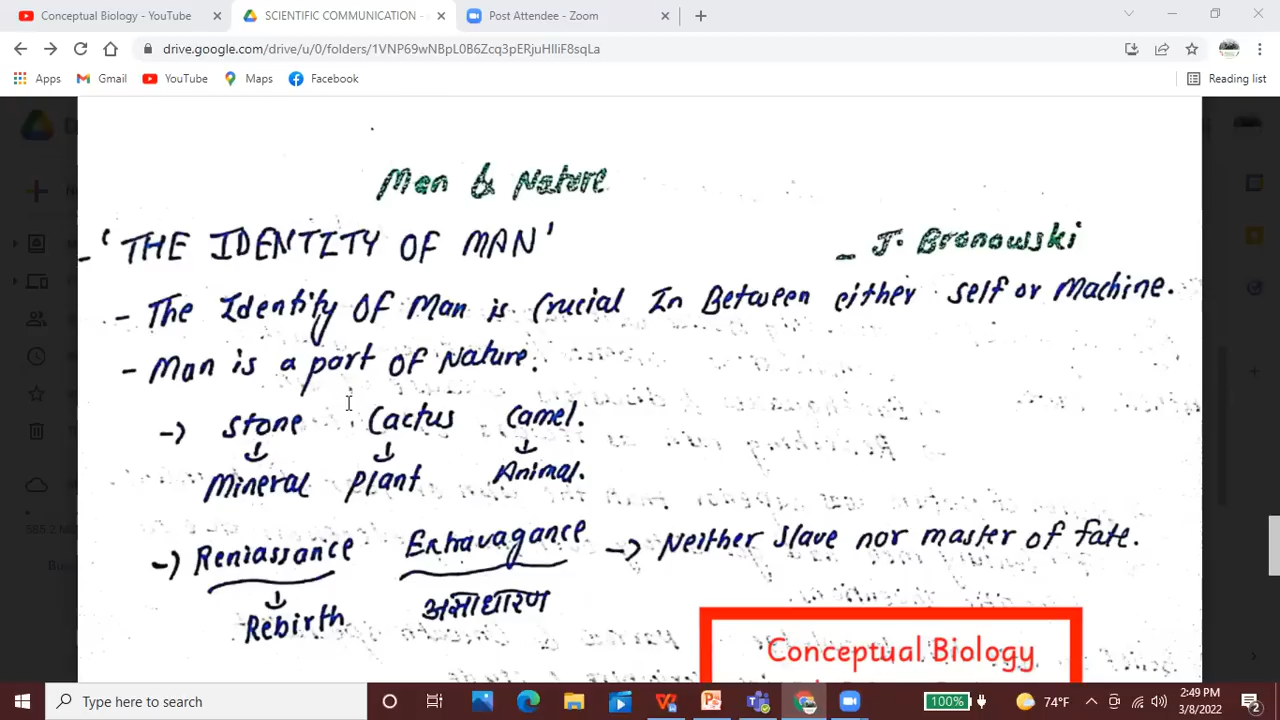 Conceptual Biology - YouTube
SCIENTIFIC COMMUNICATION -
Post Attendee - Zoom
drive.google.com/drive/u/0/folders/1VNP69wNBpL0B6Zcq3pERjuHIliF8sqLa
Apps Gmail YouTube Maps Facebook Reading list
Man & Nature
- 'THE IDENTITY OF MAN'
- J. Bronowski
- The Identity OF Man is Crucial In Between either self or Machine.
- Man is a part OF Nature.
→ Stone Cactus Camel.
↓ ↓ ↓
Mineral Plant Animal.
→ Reniassance Extravagance → Neither slave nor master of fate.
↓
Rebirth असाधारण
Conceptual Biology
Type here to search
100%
74°F
2:49 PM
3/8/2022
2